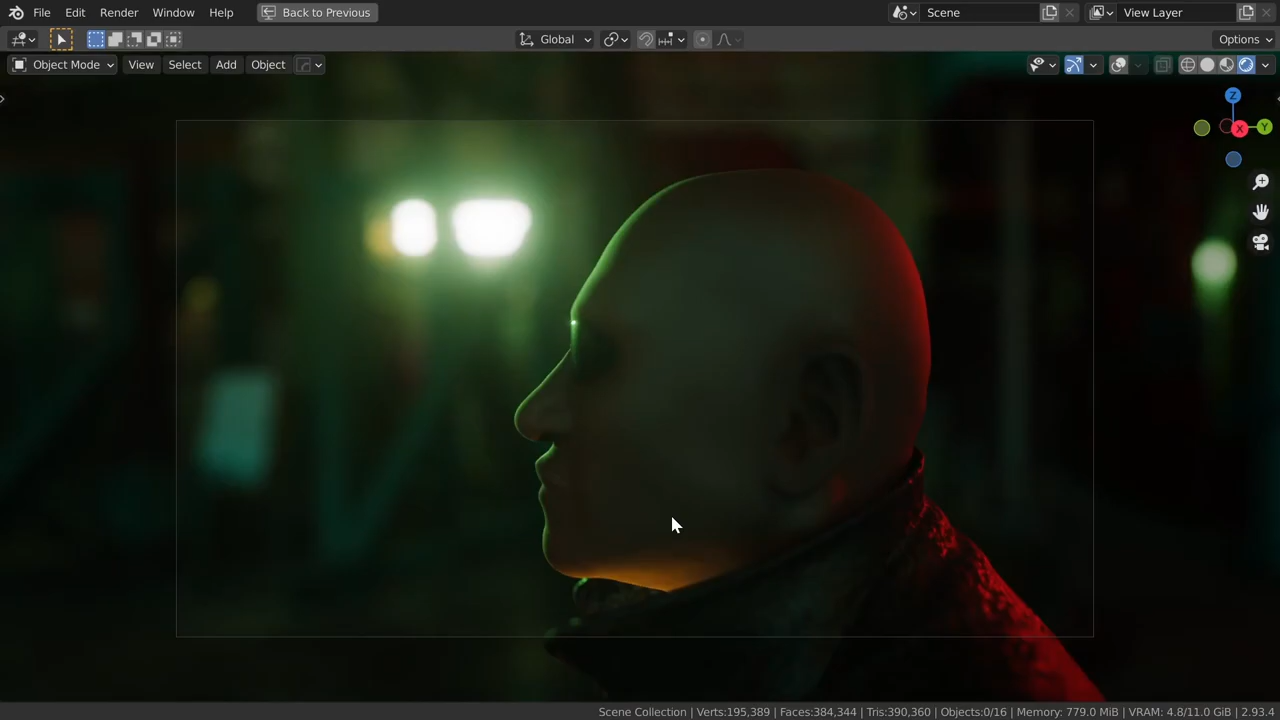 File Edit Render Window Help Back to Previous Scene View Layer
Global Options
Object Mode View Select Add Object
Z
X Y
Scene Collection | Verts:195,389 | Faces:384,344 | Tris:390,360 | Objects:0/16 | Memory: 779.0 MiB | VRAM: 4.8/11.0 GiB | 2.93.4